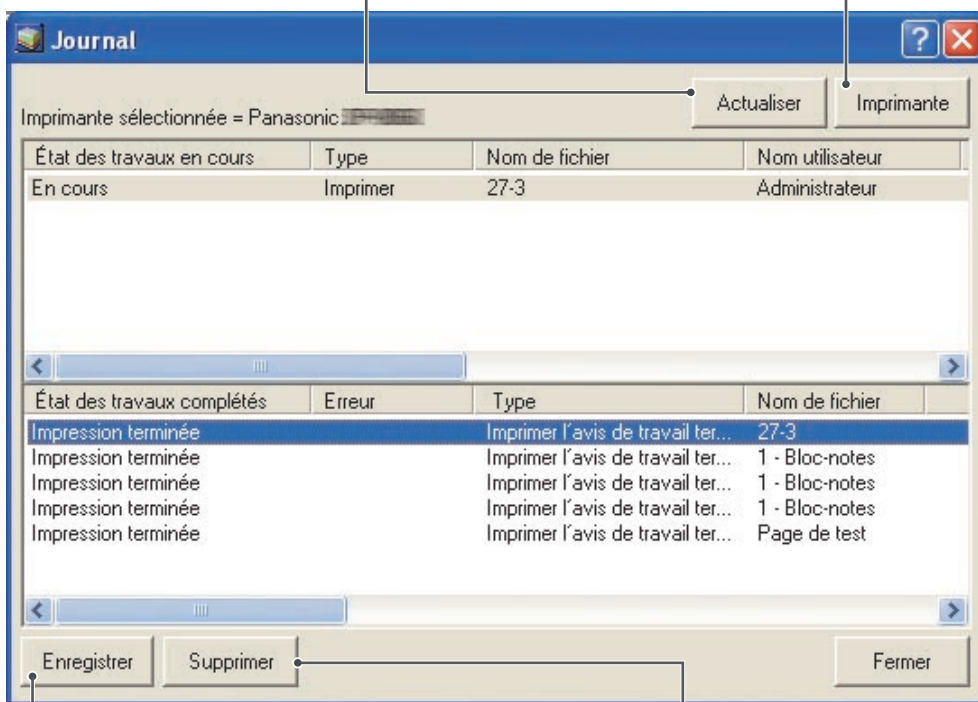 Journal
Actualiser
Imprimante
Imprimante sélectionnée = Panasonic
État des travaux en cours Type Nom de fichier Nom utilisateur
En cours Imprimer 27-3 Administrateur
État des travaux complétés Erreur Type Nom de fichier
Impression terminée Imprimer l´avis de travail ter... 27-3
Impression terminée Imprimer l´avis de travail ter... 1 - Bloc-notes
Impression terminée Imprimer l´avis de travail ter... 1 - Bloc-notes
Impression terminée Imprimer l´avis de travail ter... 1 - Bloc-notes
Impression terminée Imprimer l´avis de travail ter... Page de test
Enregistrer Supprimer Fermer